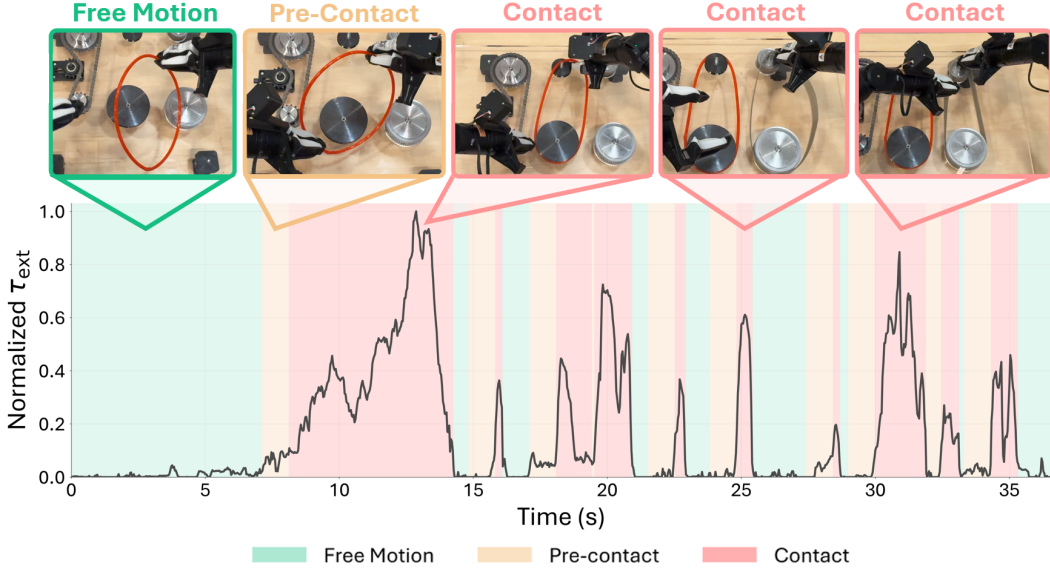 Free Motion
Pre-Contact
Contact
Contact
Contact
Normalized τext
1.0
0.8
0.6
0.4
0.2
0.0
0
5
10
15
20
25
30
35
Time (s)
Free Motion
Pre-contact
Contact